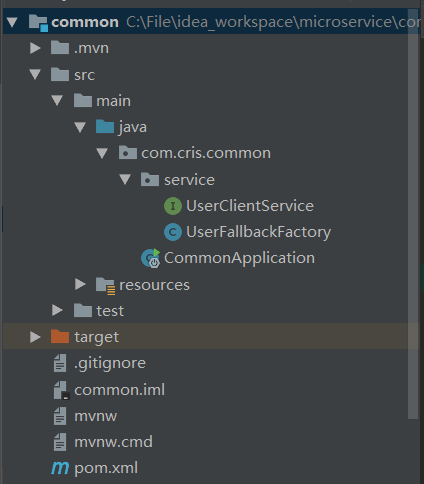 common C:\File\idea_workspace\microservice\con
.mvn
src
main
java
com.cris.common
service
I UserClientService
C UserFallbackFactory
CommonApplication
resources
test
target
.gitignore
common.iml
mvnw
mvnw.cmd
m pom.xml